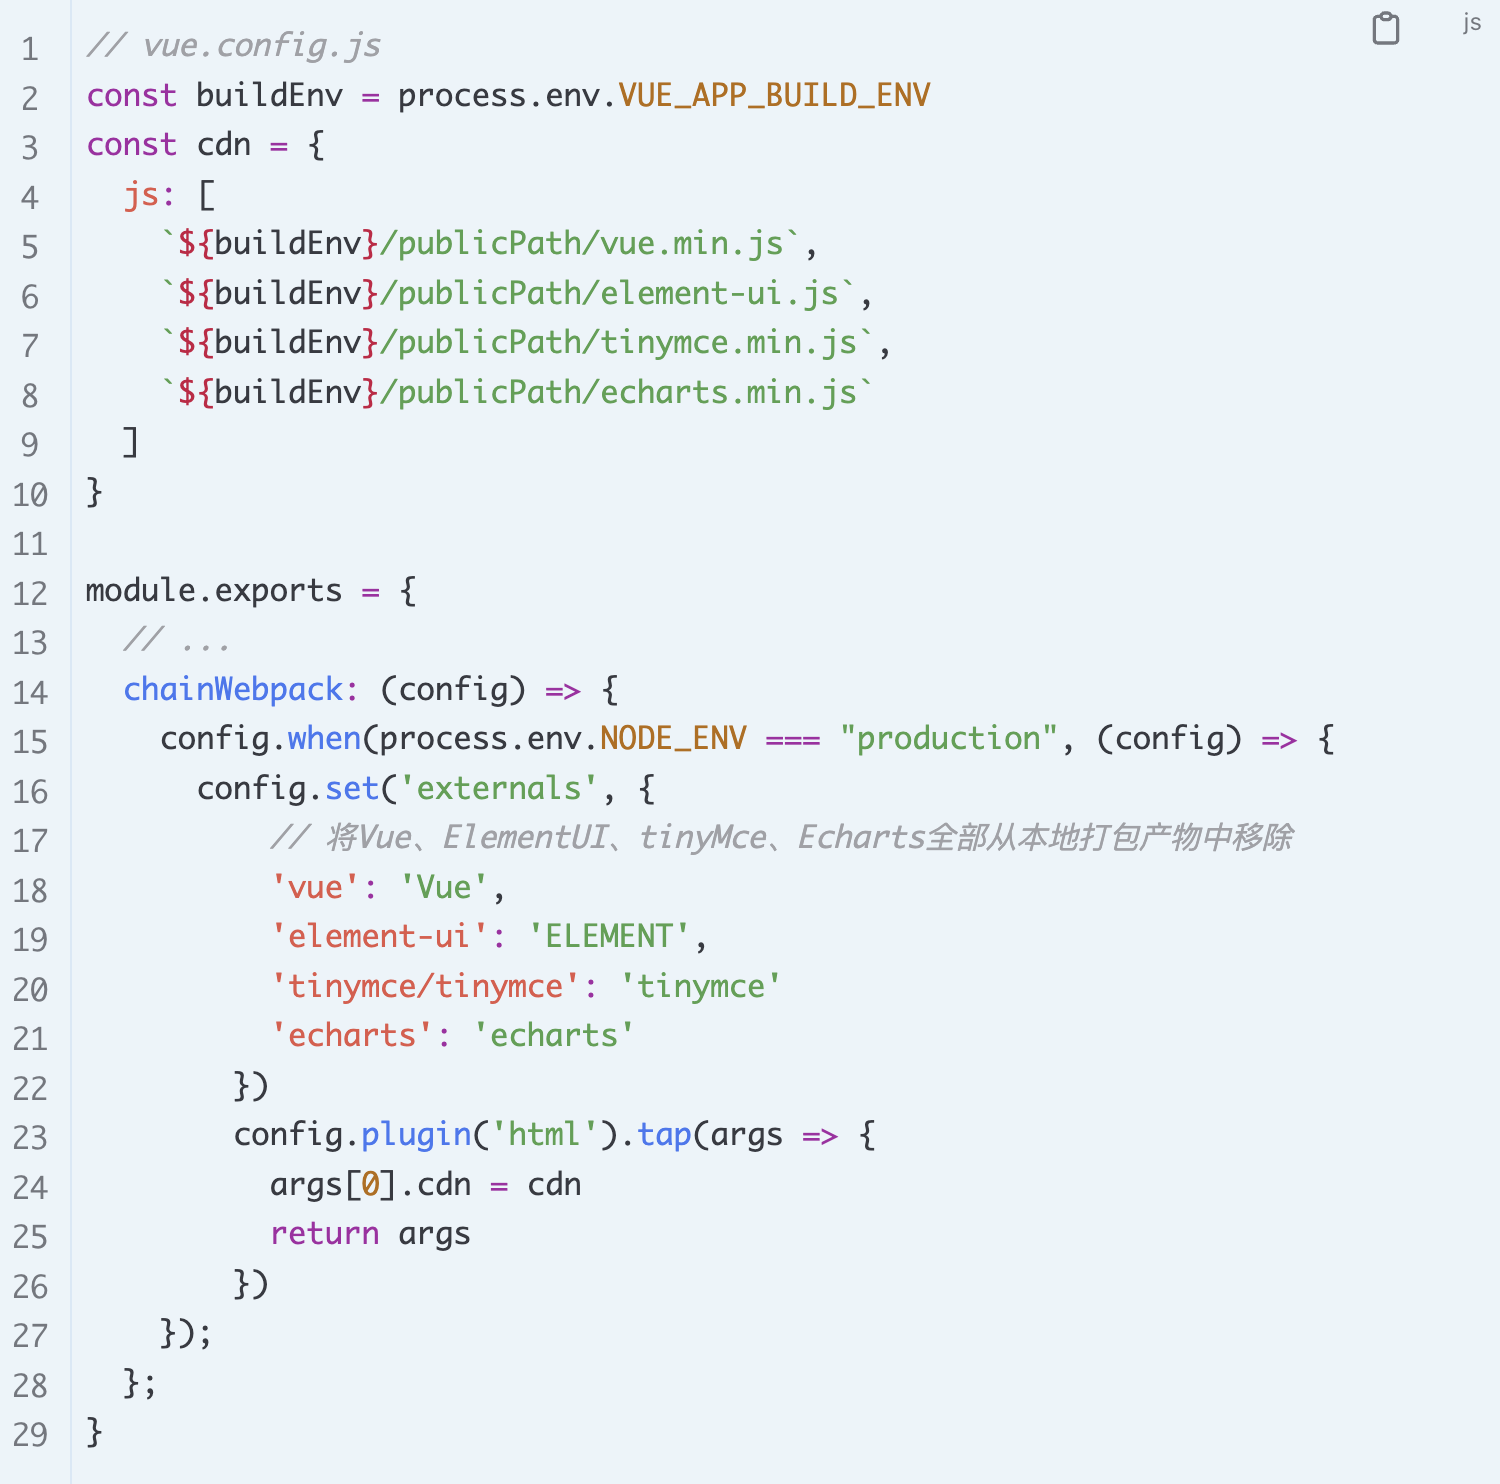 js
1 // vue.config.js
2 const buildEnv = process.env.VUE_APP_BUILD_ENV
3 const cdn = {
4   js: [
5     `${buildEnv}/publicPath/vue.min.js`,
6     `${buildEnv}/publicPath/element-ui.js`,
7     `${buildEnv}/publicPath/tinymce.min.js`,
8     `${buildEnv}/publicPath/echarts.min.js`
9   ]
10 }
11
12 module.exports = {
13   // ...
14   chainWebpack: (config) => {
15     config.when(process.env.NODE_ENV === "production", (config) => {
16       config.set('externals', {
17           // 将Vue、ElementUI、tinyMce、Echarts全部从本地打包产物中移除
18           'vue': 'Vue',
19           'element-ui': 'ELEMENT',
20           'tinymce/tinymce': 'tinymce'
21           'echarts': 'echarts'
22         })
23         config.plugin('html').tap(args => {
24           args[0].cdn = cdn
25           return args
26         })
27     });
28   };
29 }